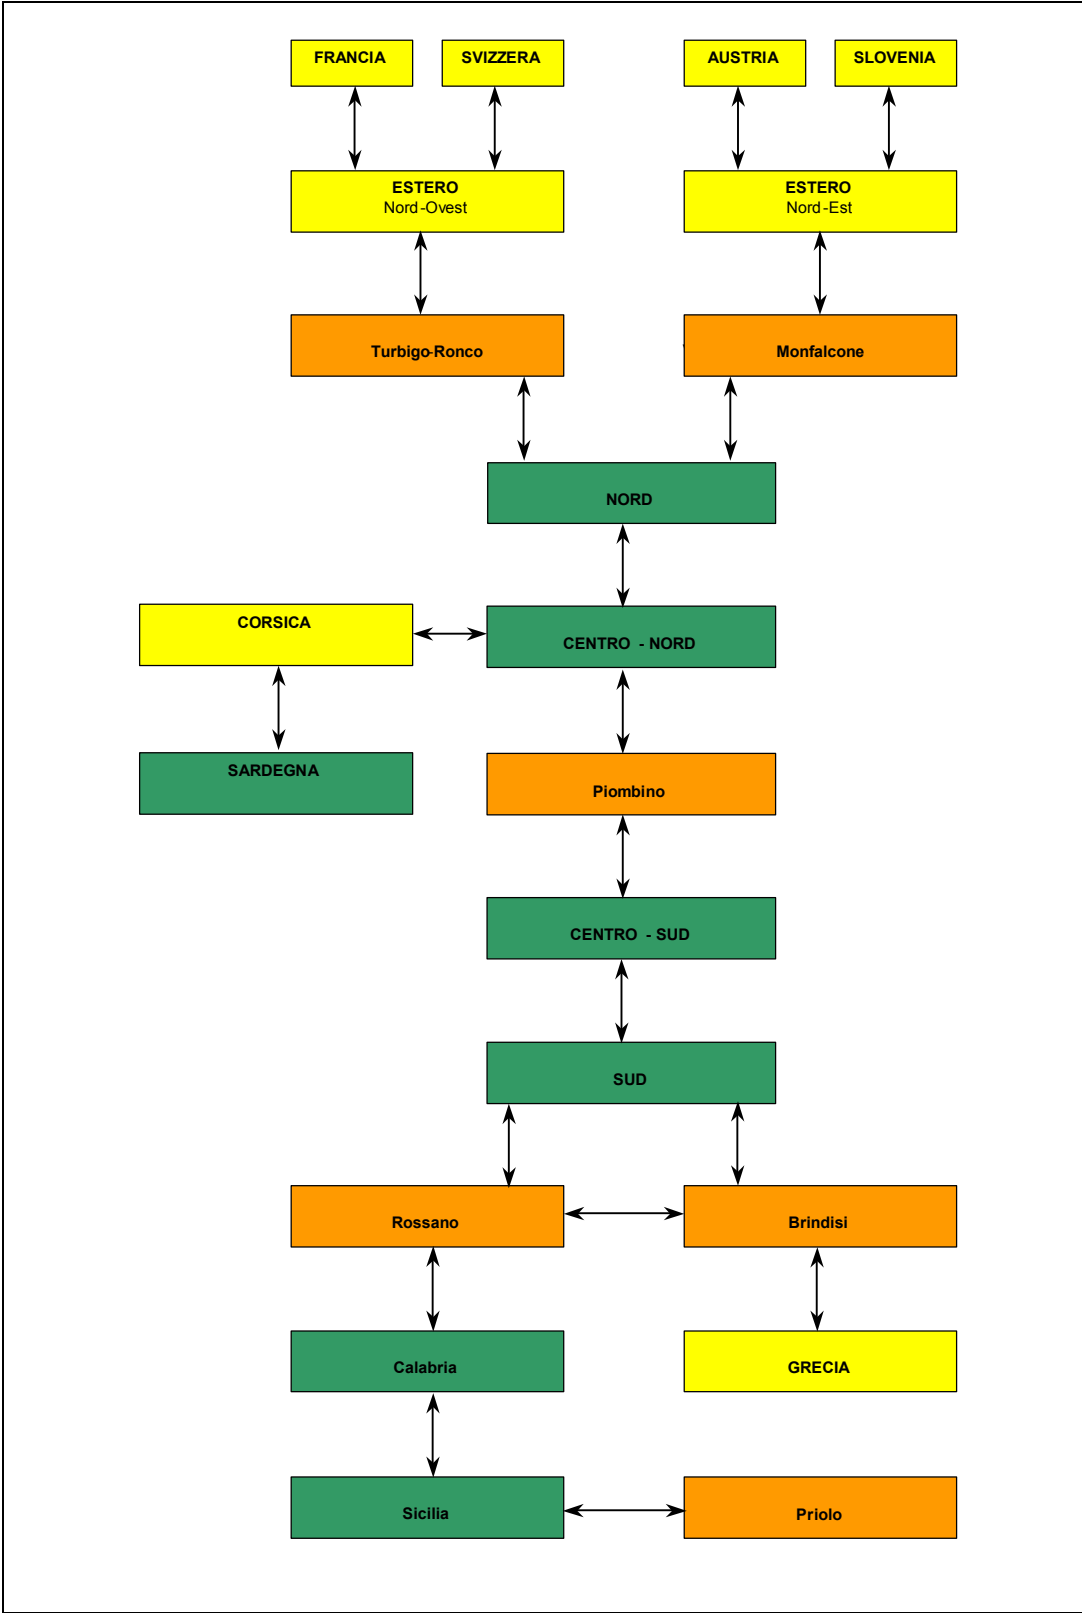 FRANCIA
SVIZZERA
AUSTRIA
SLOVENIA
ESTERO
Nord-Ovest
ESTERO
Nord-Est
Turbigo-Ronco
Monfalcone
NORD
CORSICA
CENTRO - NORD
SARDEGNA
Piombino
CENTRO - SUD
SUD
Rossano
Brindisi
Calabria
GRECIA
Sicilia
Priolo